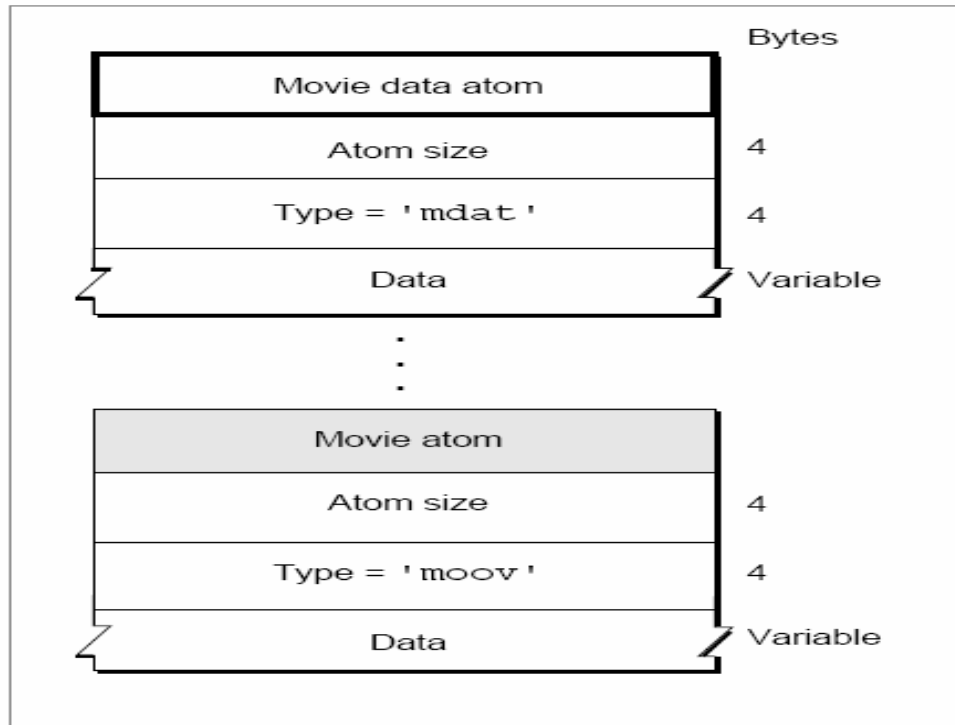 Bytes
Movie data atom
Atom size 4
Type = 'mdat' 4
Data Variable
Movie atom
Atom size 4
Type = 'moov' 4
Data Variable